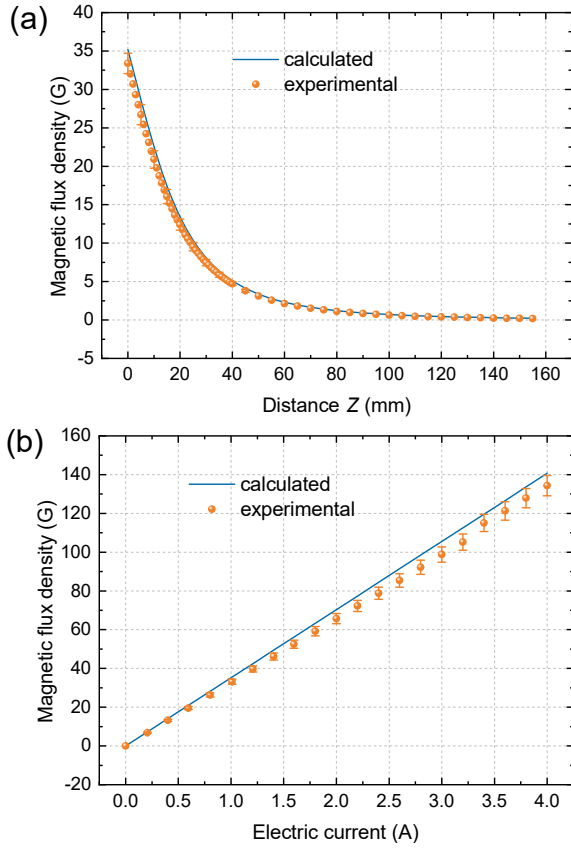 (a)
40
35
30
25
20
15
10
5
0
-5
Magnetic flux density (G)
calculated
experimental
0 20 40 60 80 100 120 140 160
Distance Z (mm)
(b)
160
140
120
100
80
60
40
20
0
-20
Magnetic flux density (G)
calculated
experimental
0.0 0.5 1.0 1.5 2.0 2.5 3.0 3.5 4.0
Electric current (A)